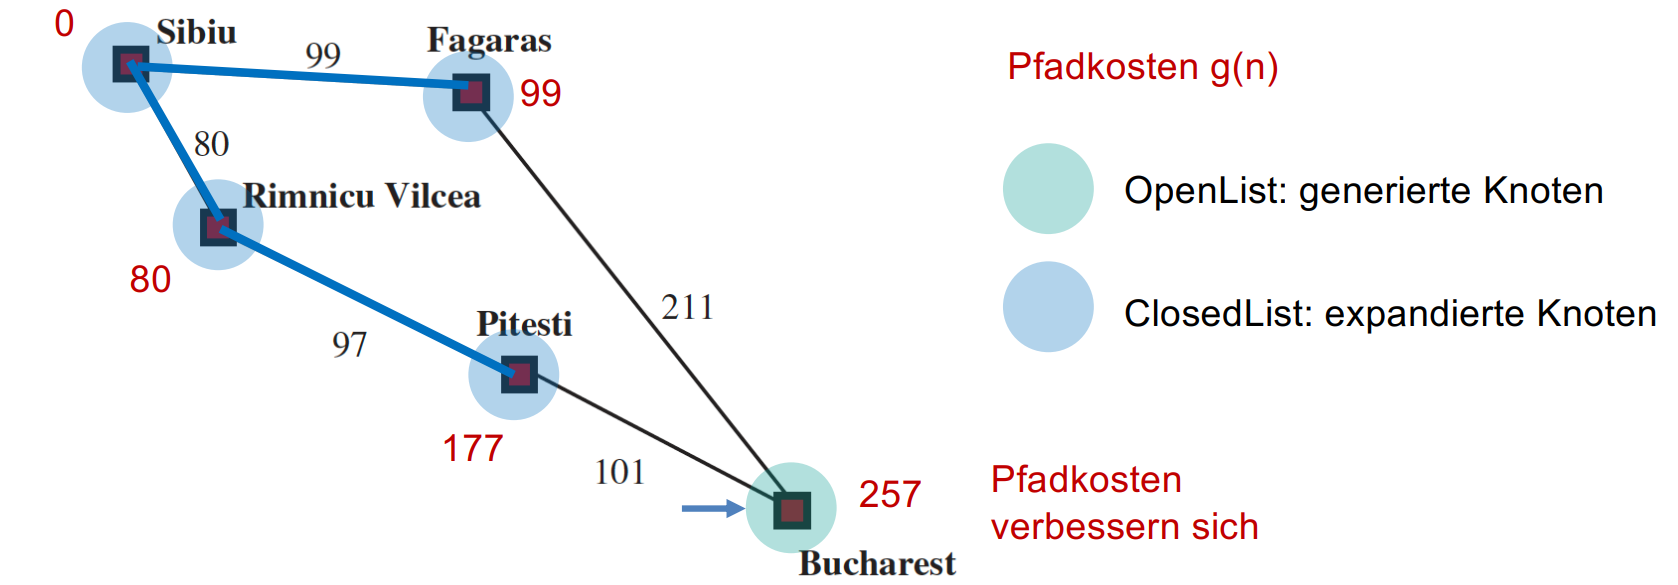 0
Sibiu
99
Fagaras
99
80
Rimnicu Vilcea
80
97
Pitesti
177
211
101
257
Bucharest
Pfadkosten g(n)
OpenList: generierte Knoten
ClosedList: expandierte Knoten
Pfadkosten
verbessern sich